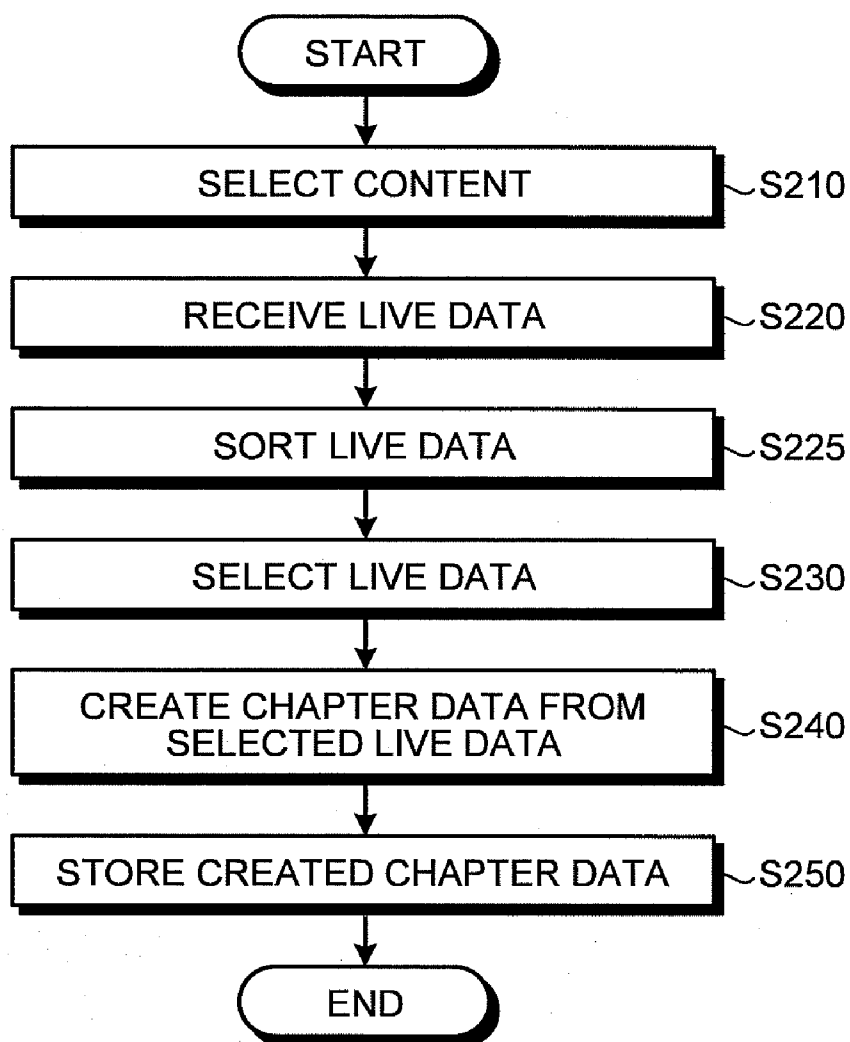 START
SELECT CONTENT
S210
RECEIVE LIVE DATA
S220
SORT LIVE DATA
S225
SELECT LIVE DATA
S230
CREATE CHAPTER DATA FROM
SELECTED LIVE DATA
S240
STORE CREATED CHAPTER DATA
S250
END